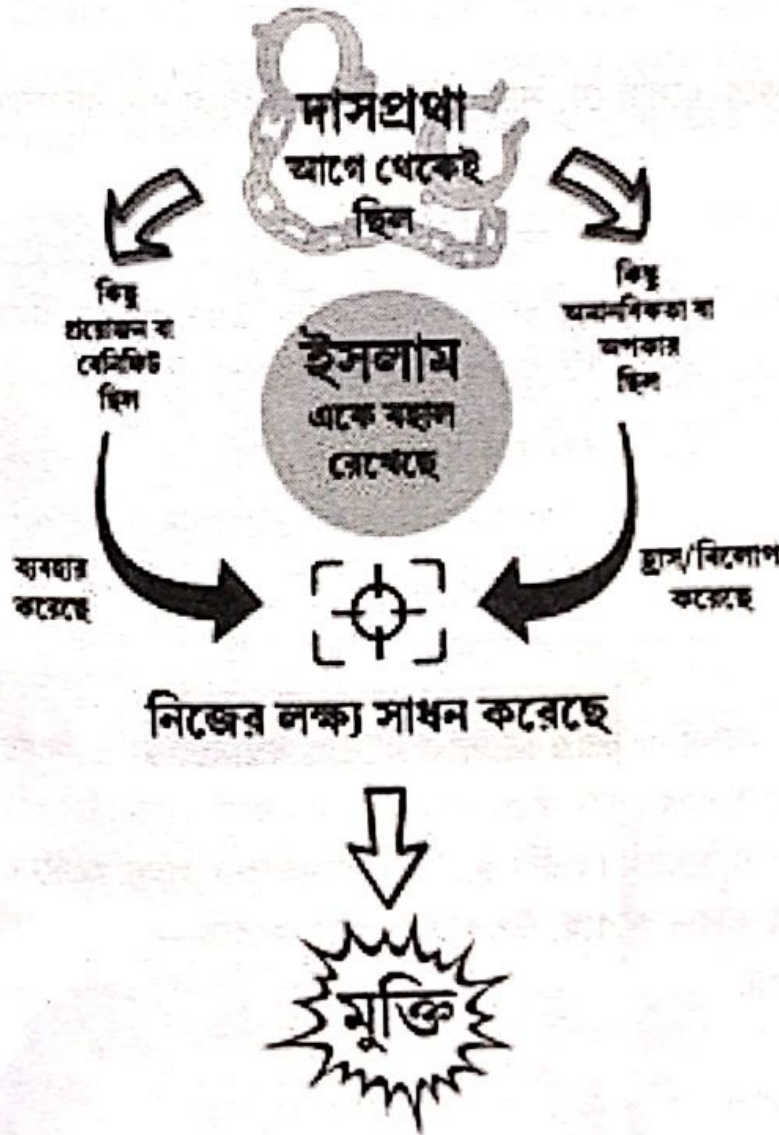 দাসপ্রথা
আগে থেকেই
ছিল
কিছু
প্রয়োজন বা
বেনিফিট
ছিল
কিছু
অমানবিকতা বা
অপকার
ছিল
ইসলাম
একে বহাল
রেখেছে
ব্যবহার
করেছে
হ্রাস/বিলোপ
করেছে
নিজের লক্ষ্য সাধন করেছে
মুক্তি